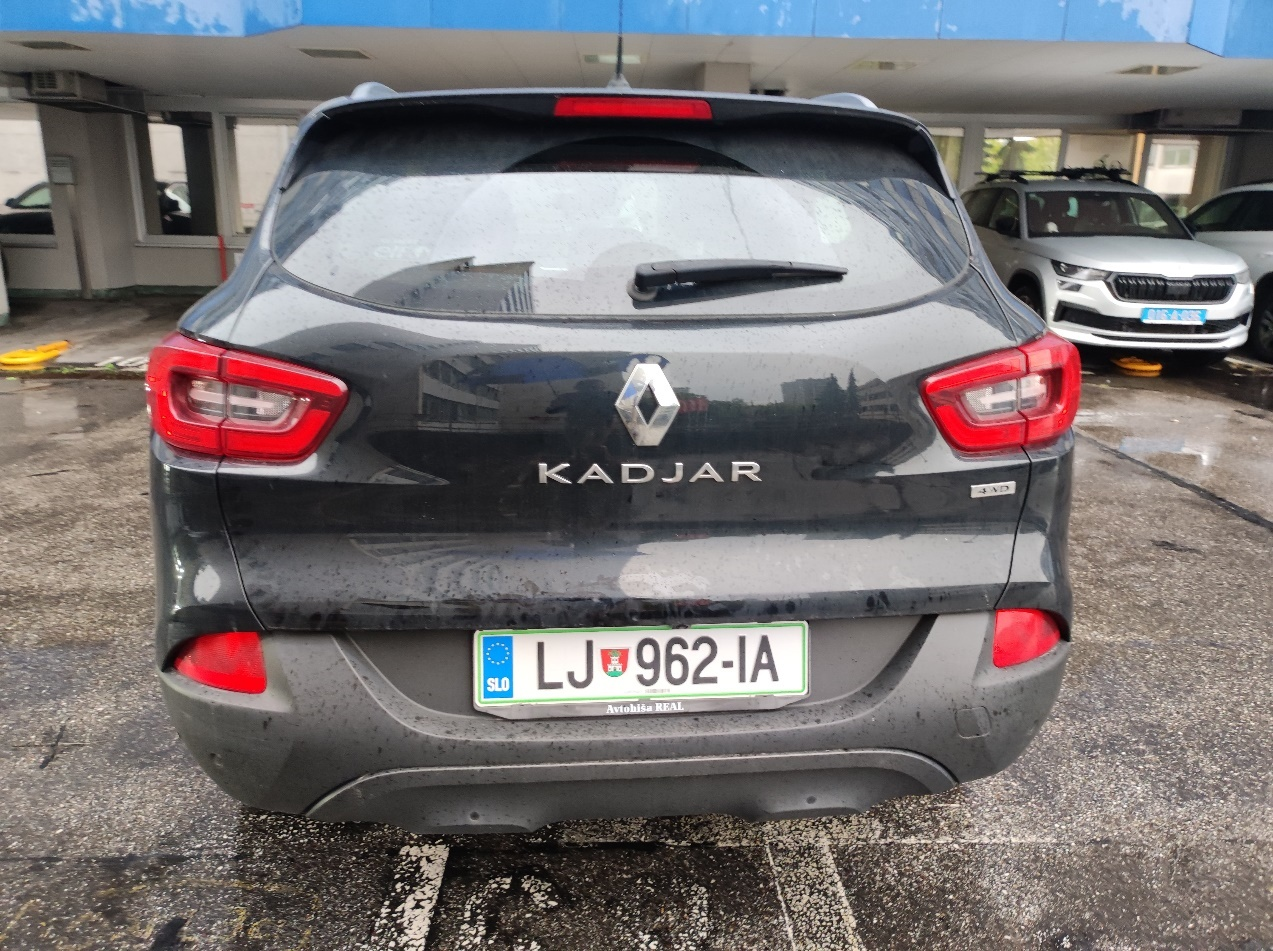 KADJAR
4WD
SLO LJ 962-IA
Avtohiša REAL